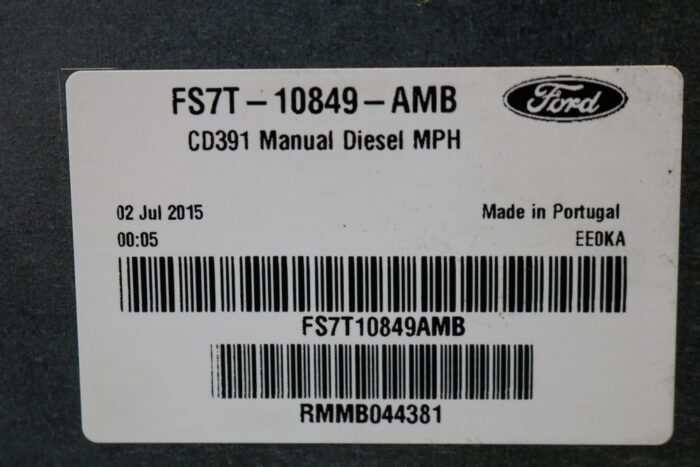 FS7T-10849-AMB
Ford
CD391 Manual Diesel MPH
02 Jul 2015
Made in Portugal
00:05
EE0KA
FS7T10849AMB
RMMB044381